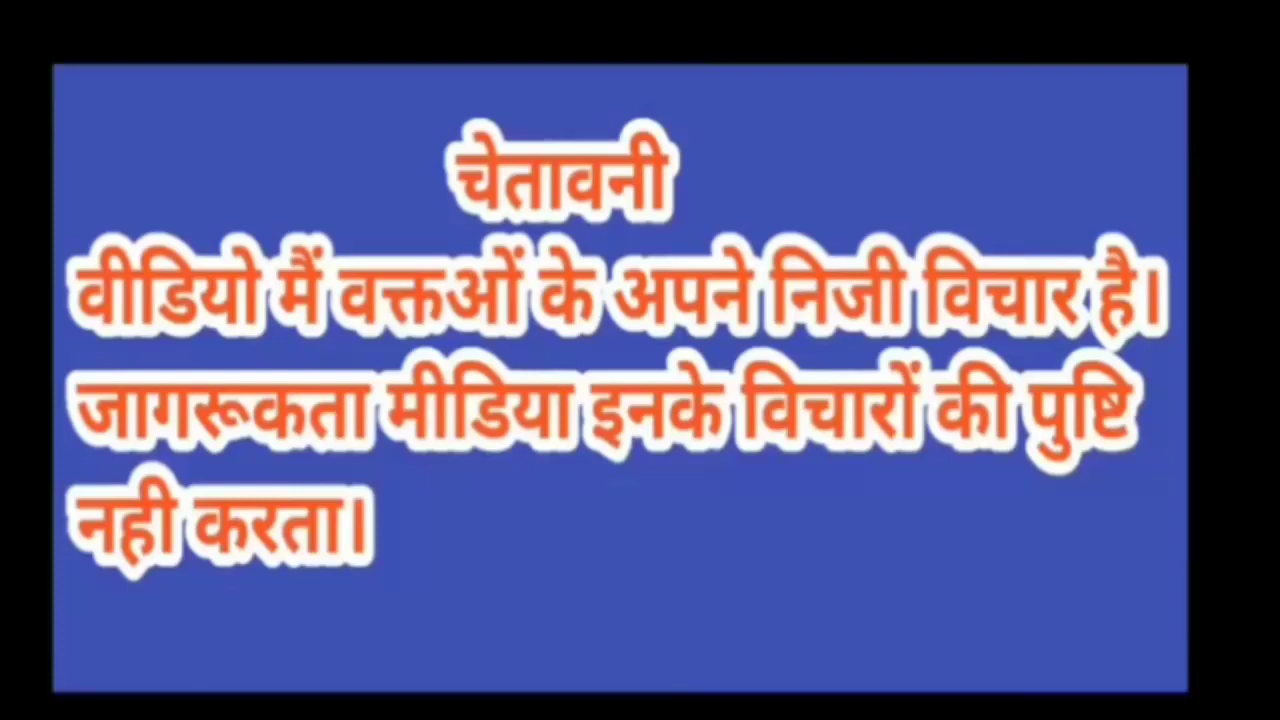 चेतावनी
वीडियो मैं वक्तओं के अपने निजी विचार है।
जागरूकता मीडिया इनके विचारों की पुष्टि
नही करता।